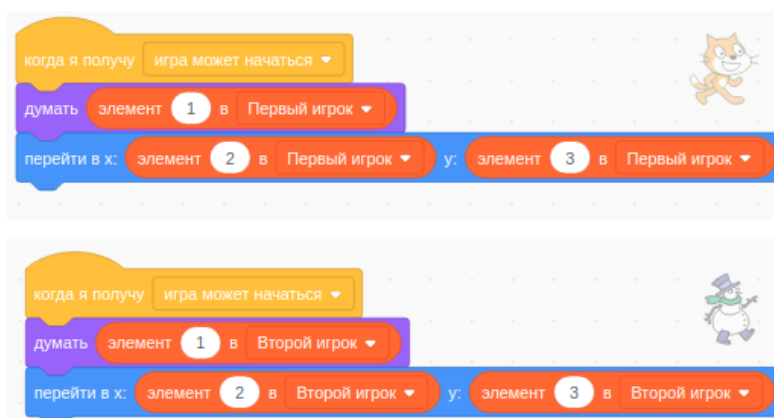 когда я получу игра может начаться
думать элемент 1 в Первый игрок
перейти в x: элемент 2 в Первый игрок y: элемент 3 в Первый игрок
когда я получу игра может начаться
думать элемент 1 в Второй игрок
перейти в x: элемент 2 в Второй игрок y: элемент 3 в Второй игрок